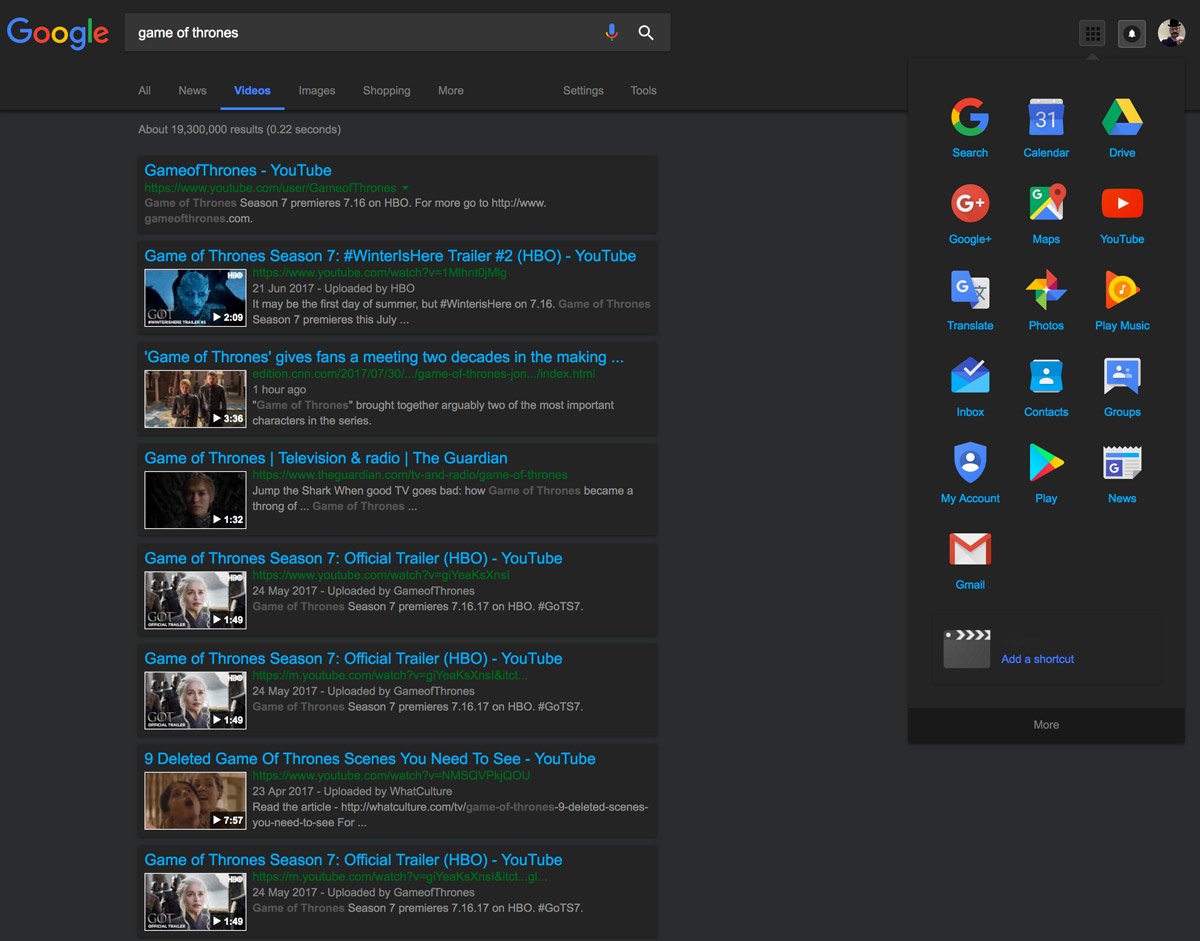 Google
game of thrones
All News Videos Images Shopping More Settings Tools
About 19,300,000 results (0.22 seconds)
GameofThrones - YouTube
https://www.youtube.com/user/GameofThrones
Game of Thrones Season 7 premieres 7.16 on HBO. For more go to http://www.
gameofthrones.com.
Game of Thrones Season 7: #WinterIsHere Trailer #2 (HBO) - YouTube
HBO
GOT
#WINTERISHERE TRAILER #2
2:09
https://www.youtube.com/watch?v=1Mlhnt0jMlg
21 Jun 2017 - Uploaded by HBO
It may be the first day of summer, but #WinterisHere on 7.16. Game of Thrones
Season 7 premieres this July ...
'Game of Thrones' gives fans a meeting two decades in the making ...
3:36
edition.cnn.com/2017/07/30/.../game-of-thrones-jon.../index.html
1 hour ago
"Game of Thrones" brought together arguably two of the most important
characters in the series.
Game of Thrones | Television & radio | The Guardian
1:32
https://www.theguardian.com/tv-and-radio/game-of-thrones
Jump the Shark When good TV goes bad: how Game of Thrones became a
throng of ... Game of Thrones ...
Game of Thrones Season 7: Official Trailer (HBO) - YouTube
HBO
GOT
OFFICIAL TRAILER
1:49
https://www.youtube.com/watch?v=giYeaKsXnsI
24 May 2017 - Uploaded by GameofThrones
Game of Thrones Season 7 premieres 7.16.17 on HBO. #GoTS7.
Game of Thrones Season 7: Official Trailer (HBO) - YouTube
HBO
GOT
OFFICIAL TRAILER
1:49
https://m.youtube.com/watch?v=giYeaKsXnsI&itct...
24 May 2017 - Uploaded by GameofThrones
Game of Thrones Season 7 premieres 7.16.17 on HBO. #GoTS7.
9 Deleted Game Of Thrones Scenes You Need To See - YouTube
7:57
https://www.youtube.com/watch?v=NMSQVPkjQOU
23 Apr 2017 - Uploaded by WhatCulture
Read the article - http://whatculture.com/tv/game-of-thrones-9-deleted-scenes-
you-need-to-see For ...
Game of Thrones Season 7: Official Trailer (HBO) - YouTube
HBO
GOT
OFFICIAL TRAILER
1:49
https://m.youtube.com/watch?v=giYeaKsXnsI&itct...gl...
24 May 2017 - Uploaded by GameofThrones
Game of Thrones Season 7 premieres 7.16.17 on HBO. #GoTS7.
31
Search Calendar Drive
G+
G
Google+ Maps YouTube
G 文
Translate Photos Play Music
Inbox Contacts Groups
G
My Account Play News
Gmail
Add a shortcut
More